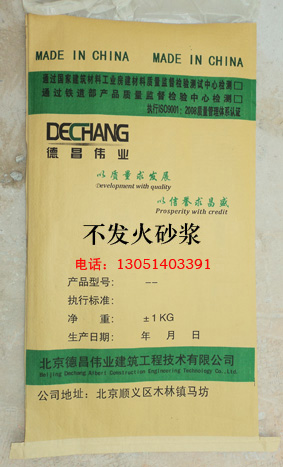 MADE IN CHINA MADE IN CHINA
通过国家建筑材料工业房建材料质量监督检验测试中心检测
通过铁道部产品质量监督检验中心检测
执行ISO9001:2008质量管理体系认证
DECHANG
德昌伟业
以质量求发展
Development with quality
以信誉求昌盛
Prosperity with credit
不发火砂浆
电话:13051403391
产品型号: --
执行标准:
净 重: ±1KG
生产日期: 年 月 日
北京德昌伟业建筑工程技术有限公司
Beijing Dechang Construction Engineering Technology Co.,Ltd
公司地址:北京顺义区木林镇马坊